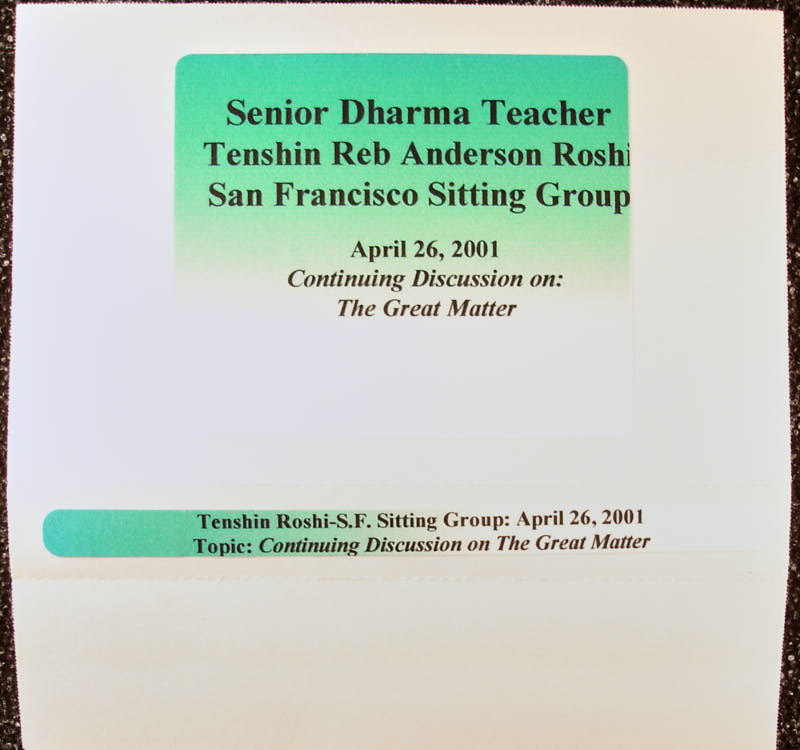 Senior Dharma Teacher
Tenshin Reb Anderson Roshi
San Francisco Sitting Group
April 26, 2001
Continuing Discussion on:
The Great Matter
Tenshin Roshi-S.F. Sitting Group: April 26, 2001
Topic: Continuing Discussion on The Great Matter